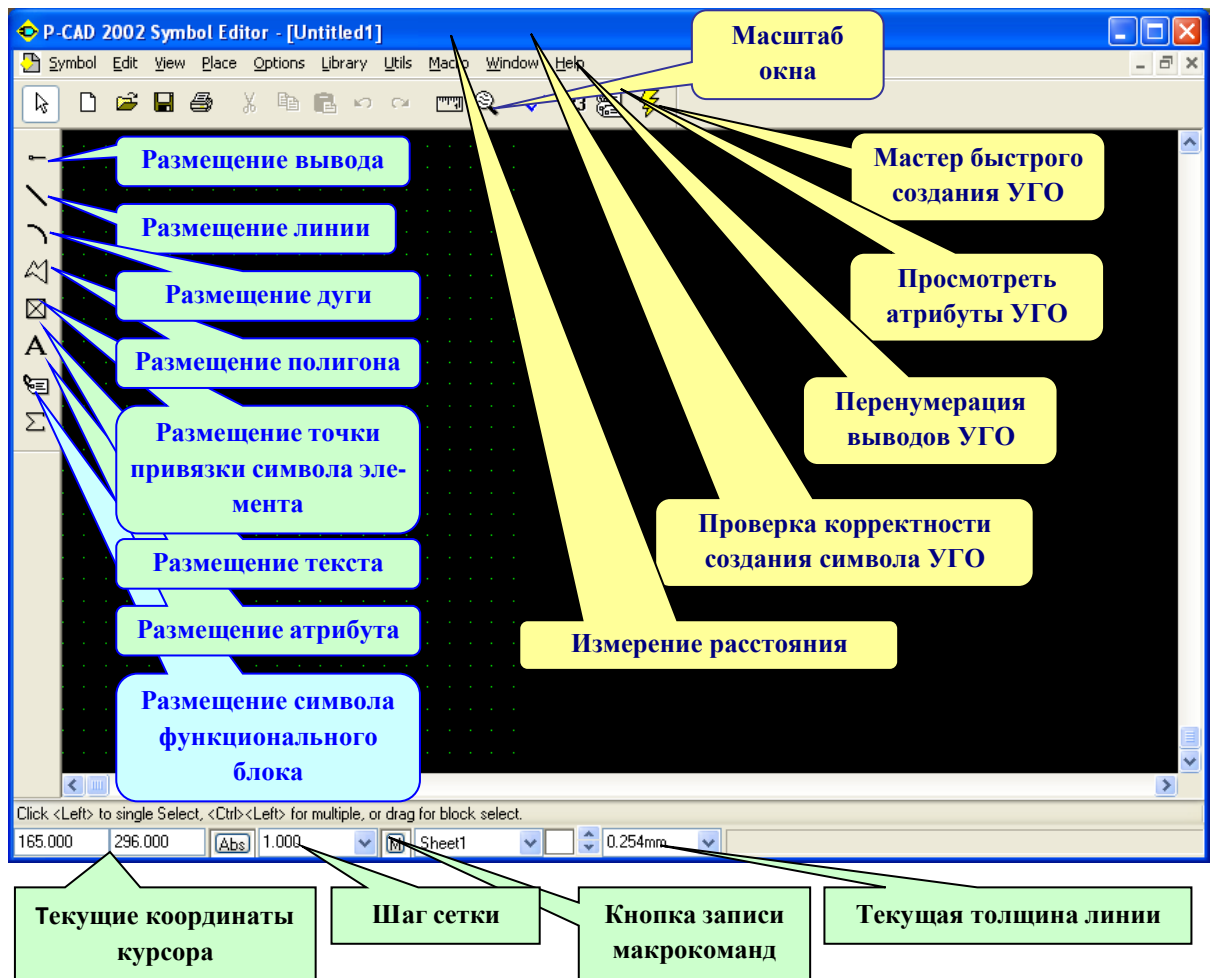 P-CAD 2002 Symbol Editor - [Untitled1]
Symbol Edit View Place Options Library Utils Macro Window Help
Масштаб
окна
Размещение вывода
Размещение линии
Размещение дуги
Размещение полигона
Размещение точки
привязки символа эле-
мента
Размещение текста
Размещение атрибута
Размещение символа
функционального
блока
Мастер быстрого
создания УГО
Просмотреть
атрибуты УГО
Перенумерация
выводов УГО
Проверка корректности
создания символа УГО
Измерение расстояния
A
Σ
Click <Left> to single Select, <Ctrl><Left> for multiple, or drag for block select.
165.000 296.000 Abs 1.000 M Sheet1 0.254mm
Текущие координаты
курсора
Шаг сетки
Кнопка записи
макрокоманд
Текущая толщина линии